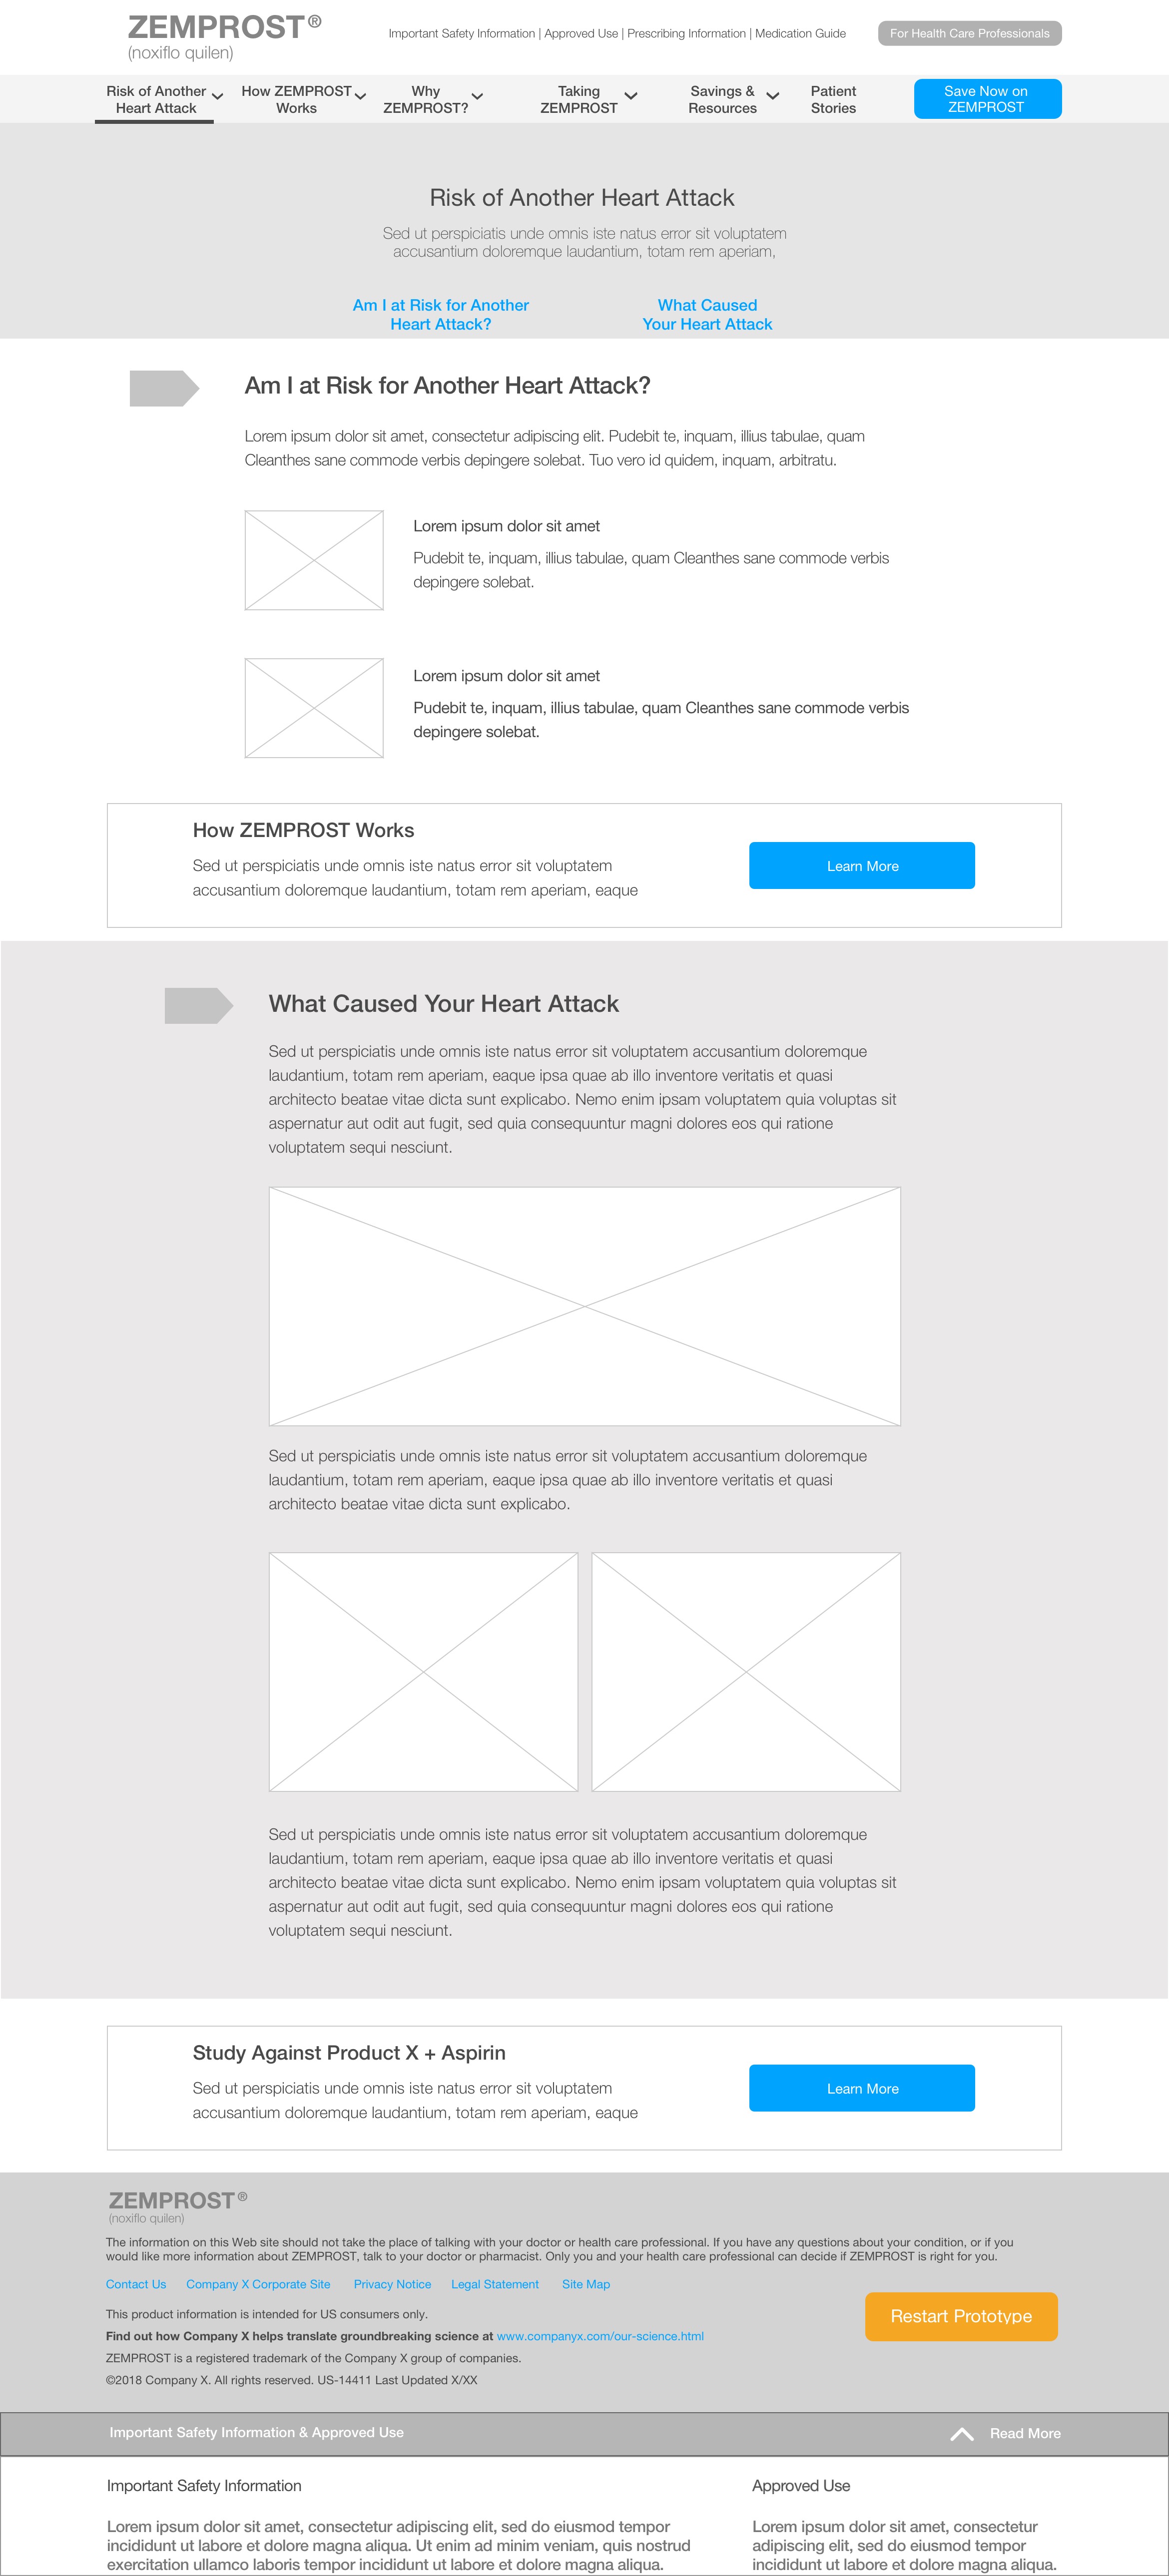 ZEMPROST®
(noxiflo quilen)
Important Safety Information | Approved Use | Prescribing Information | Medication Guide
For Health Care Professionals
Risk of Another
Heart Attack
How ZEMPROST
Works
Why
ZEMPROST?
Taking
ZEMPROST
Savings &
Resources
Patient
Stories
Save Now on
ZEMPROST
Risk of Another Heart Attack
Sed ut perspiciatis unde omnis iste natus error sit voluptatem
accusantium doloremque laudantium, totam rem aperiam,
Am I at Risk for Another
Heart Attack?
What Caused
Your Heart Attack
Am I at Risk for Another Heart Attack?
Lorem ipsum dolor sit amet, consectetur adipiscing elit. Pudebit te, inquam, illius tabulae, quam
Cleanthes sane commode verbis depingere solebat. Tuo vero id quidem, inquam, arbitratu.
Lorem ipsum dolor sit amet
Pudebit te, inquam, illius tabulae, quam Cleanthes sane commode verbis
depingere solebat.
Lorem ipsum dolor sit amet
Pudebit te, inquam, illius tabulae, quam Cleanthes sane commode verbis
depingere solebat.
How ZEMPROST Works
Sed ut perspiciatis unde omnis iste natus error sit voluptatem
accusantium doloremque laudantium, totam rem aperiam, eaque
Learn More
What Caused Your Heart Attack
Sed ut perspiciatis unde omnis iste natus error sit voluptatem accusantium doloremque
laudantium, totam rem aperiam, eaque ipsa quae ab illo inventore veritatis et quasi
architecto beatae vitae dicta sunt explicabo. Nemo enim ipsam voluptatem quia voluptas sit
aspernatur aut odit aut fugit, sed quia consequuntur magni dolores eos qui ratione
voluptatem sequi nesciunt.
Sed ut perspiciatis unde omnis iste natus error sit voluptatem accusantium doloremque
laudantium, totam rem aperiam, eaque ipsa quae ab illo inventore veritatis et quasi
architecto beatae vitae dicta sunt explicabo.
Sed ut perspiciatis unde omnis iste natus error sit voluptatem accusantium doloremque
laudantium, totam rem aperiam, eaque ipsa quae ab illo inventore veritatis et quasi
architecto beatae vitae dicta sunt explicabo. Nemo enim ipsam voluptatem quia voluptas sit
aspernatur aut odit aut fugit, sed quia consequuntur magni dolores eos qui ratione
voluptatem sequi nesciunt.
Study Against Product X + Aspirin
Sed ut perspiciatis unde omnis iste natus error sit voluptatem
accusantium doloremque laudantium, totam rem aperiam, eaque
Learn More
ZEMPROST®
(noxiflo quilen)
The information on this Web site should not take the place of talking with your doctor or health care professional. If you have any questions about your condition, or if you
would like more information about ZEMPROST, talk to your doctor or pharmacist. Only you and your health care professional can decide if ZEMPROST is right for you.
Contact Us Company X Corporate Site Privacy Notice Legal Statement Site Map
This product information is intended for US consumers only.
Restart Prototype
Find out how Company X helps translate groundbreaking science at www.companyx.com/our-science.html
ZEMPROST is a registered trademark of the Company X group of companies.
©2018 Company X. All rights reserved. US-14411 Last Updated X/XX
Important Safety Information & Approved Use
Read More
Important Safety Information
Lorem ipsum dolor sit amet, consectetur adipiscing elit, sed do eiusmod tempor
incididunt ut labore et dolore magna aliqua. Ut enim ad minim veniam, quis nostrud
exercitation ullamco laboris tempor incididunt ut labore et dolore magna aliqua.
Approved Use
Lorem ipsum dolor sit amet, consectetur
adipiscing elit, sed do eiusmod tempor
incididunt ut labore et dolore magna aliqua.